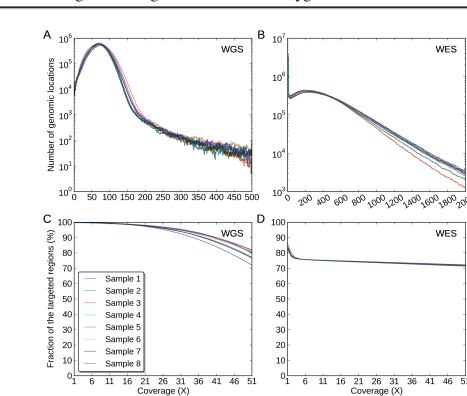 A
B
WGS
WES
Number of genomic locations
10^6
10^5
10^4
10^3
10^2
10^1
10^0
0 50 100 150 200 250 300 350 400 450 500
10^7
10^6
10^5
10^4
10^3
0 200 400 600 800 1000 1200 1400 1600 1800
C
D
WGS
WES
Fraction of the targeted regions (%)
100
90
80
70
60
50
40
30
20
10
0
Sample 1
Sample 2
Sample 3
Sample 4
Sample 5
Sample 6
Sample 7
Sample 8
1 6 11 16 21 26 31 36 41 46 51
Coverage (X)
100
90
80
70
60
50
40
30
20
10
0
1 6 11 16 21 26 31 36 41 46
Coverage (X)